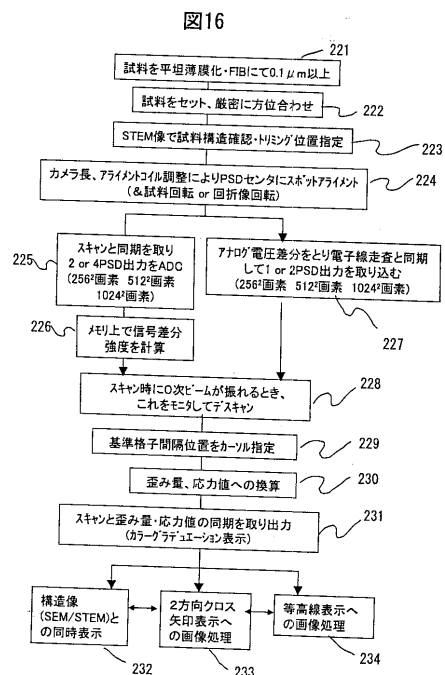 図16
221
試料を平坦薄膜化・FIBにて0.1μm以上
試料をセット、厳密に方位合わせ
222
STEM像で試料構造確認・トリミング位置指定
223
カメラ長、アライメントコイル調整によりPSDセンタにスポットアライメント
(&試料回転 or 回折像回転)
224
225
スキャンと同期を取り
2 or 4PSD出力をADC
(256²画素 512²画素
1024²画素)
アナログ電圧差分をとり電子線走査と同期
して1 or 2PSD出力を取り込む
(256²画素 512²画素 1024²画素)
226
メモリ上で信号差分
強度を計算
227
スキャン時に0次ビームが振れるとき、
これをモニタしてデスキャン
228
基準格子間隔位置をカーソル指定
229
歪み量、応力値への換算
230
スキャンと歪み量・応力値の同期を取り出力
(カラーグラデュエーション表示)
231
構造像
(SEM/STEM)と
の同時表示
232
2方向クロス
矢印表示へ
の画像処理
233
等高線表示へ
の画像処理
234